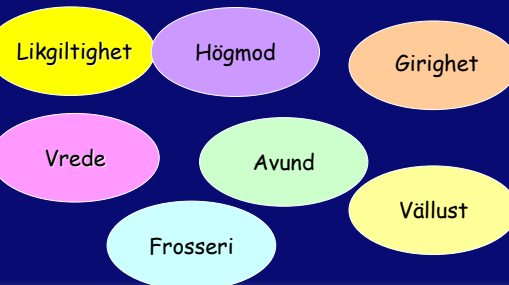 Likgiltighet
Högmod
Girighet
Vrede
Avund
Vällust
Frosseri